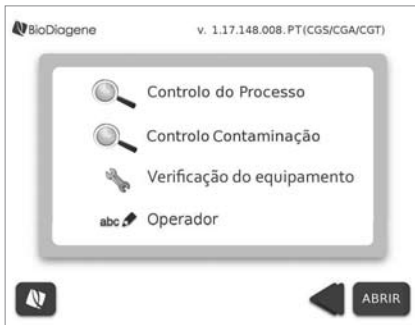 BioDiagene
v. 1.17.148.008.PT(CGS/CGA/CGT)
Controlo do Processo
Controlo Contaminação
Verificação do equipamento
abc Operador
ABRIR